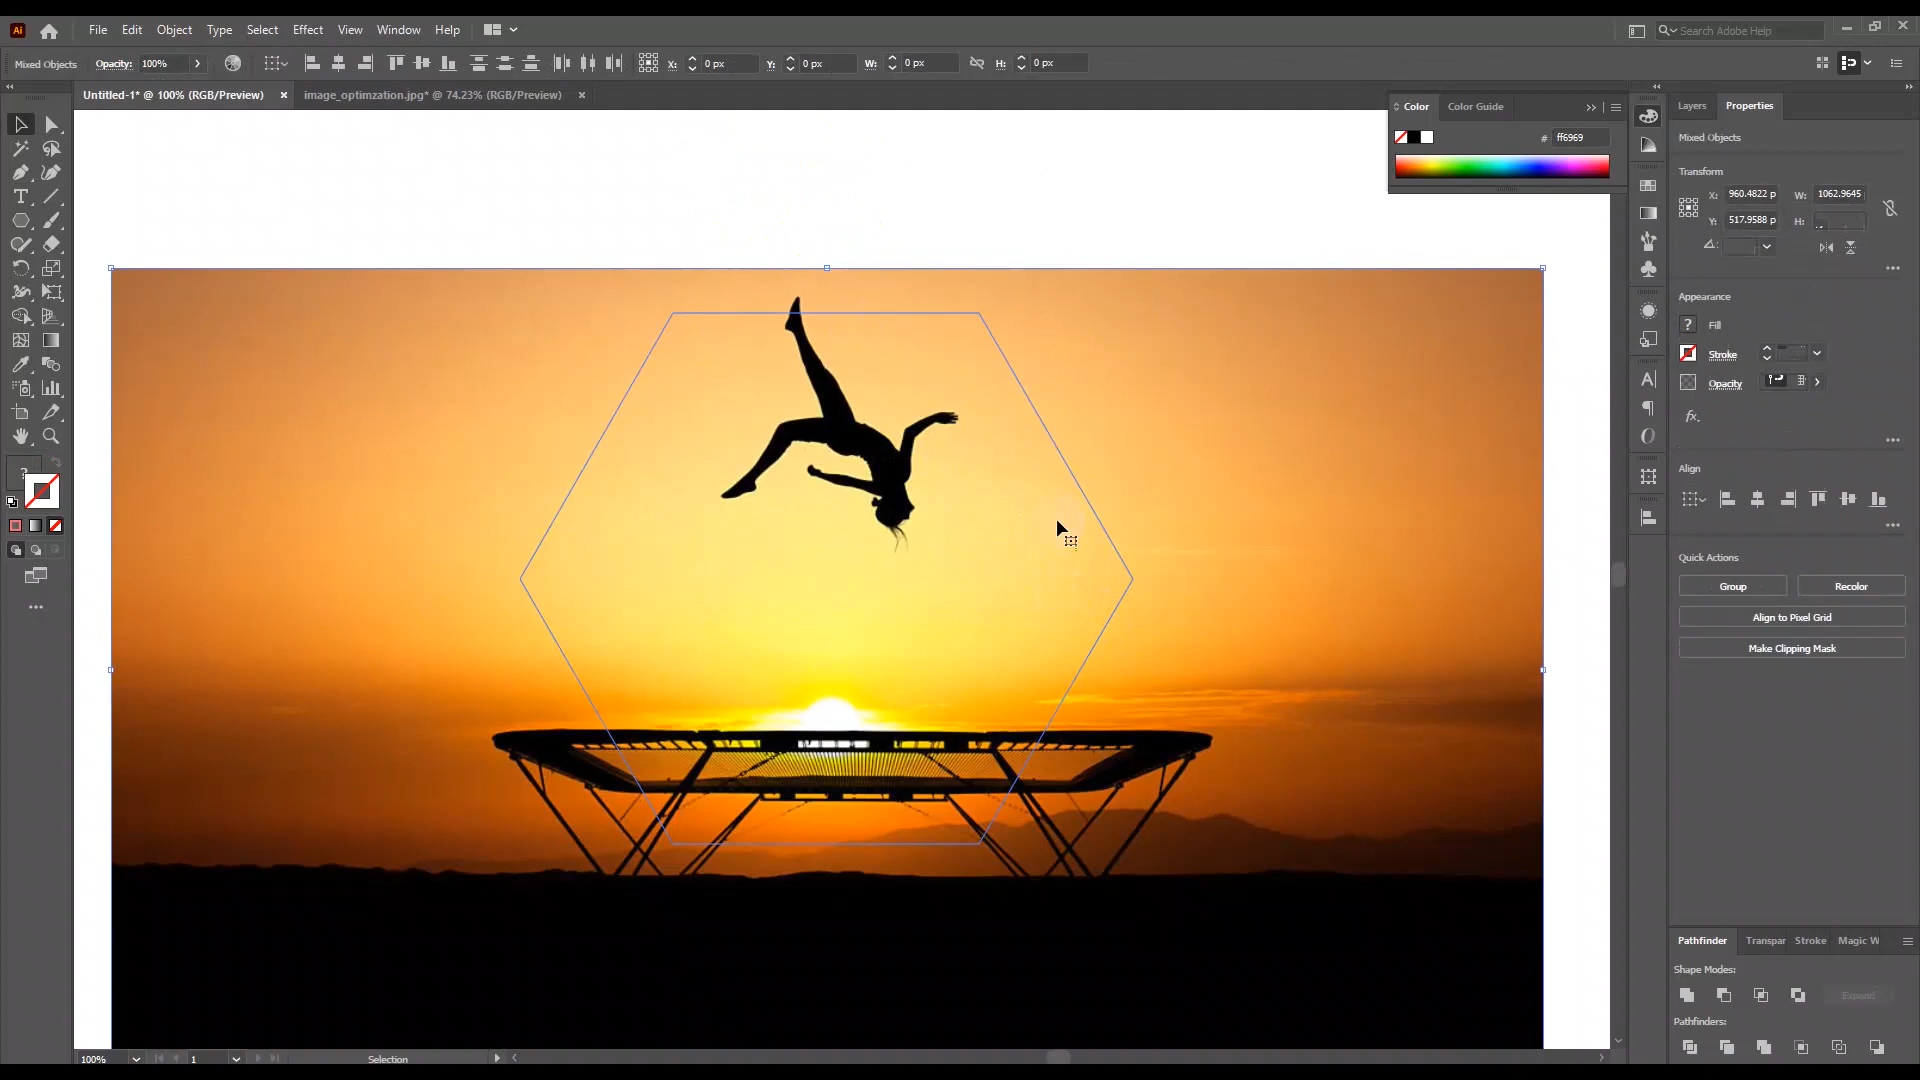 Ai File Edit Object Type Select Effect View Window Help Search Adobe Help
Mixed Objects Opacity: 100% X: 0 px Y: 0 px W: 0 px H: 0 px
Untitled-1* @ 100% (RGB/Preview) image_optimzation.jpg* @ 74.23% (RGB/Preview)
Color Color Guide
# ff6969
Layers Properties
Mixed Objects
Transform
X: 960.4822 p W: 1062.9645
Y: 517.9588 p H:
Appearance
? Fill
Stroke
Opacity
fx.
Align
Quick Actions
Group Recolor
Align to Pixel Grid
Make Clipping Mask
Pathfinder Transpar Stroke Magic W
Shape Modes:
Expand
Pathfinders:
100% 1 Selection